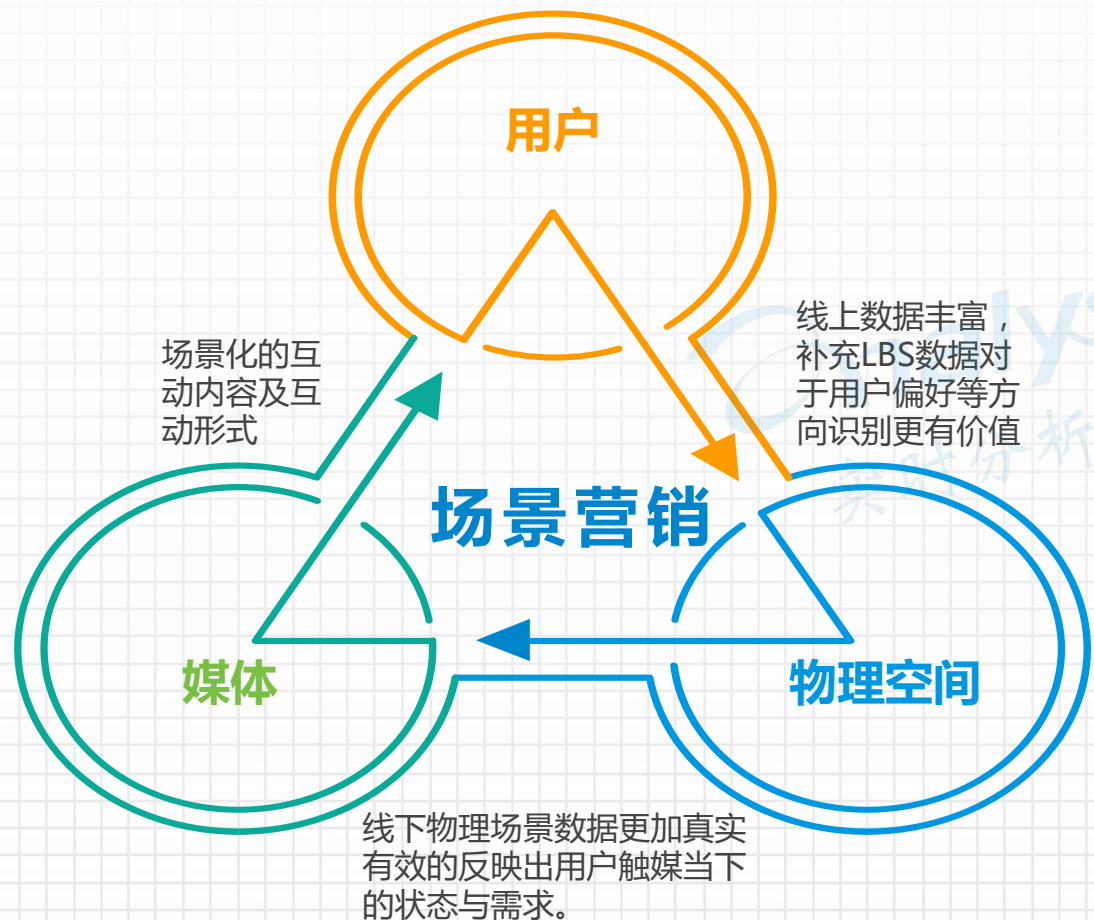 用户
线上数据丰富，
补充LBS数据对
于用户偏好等方
向识别更有价值
场景化的互
动内容及互
动形式
场景营销
媒体
物理空间
线下物理场景数据更加真实
有效的反映出用户触媒当下
的状态与需求。